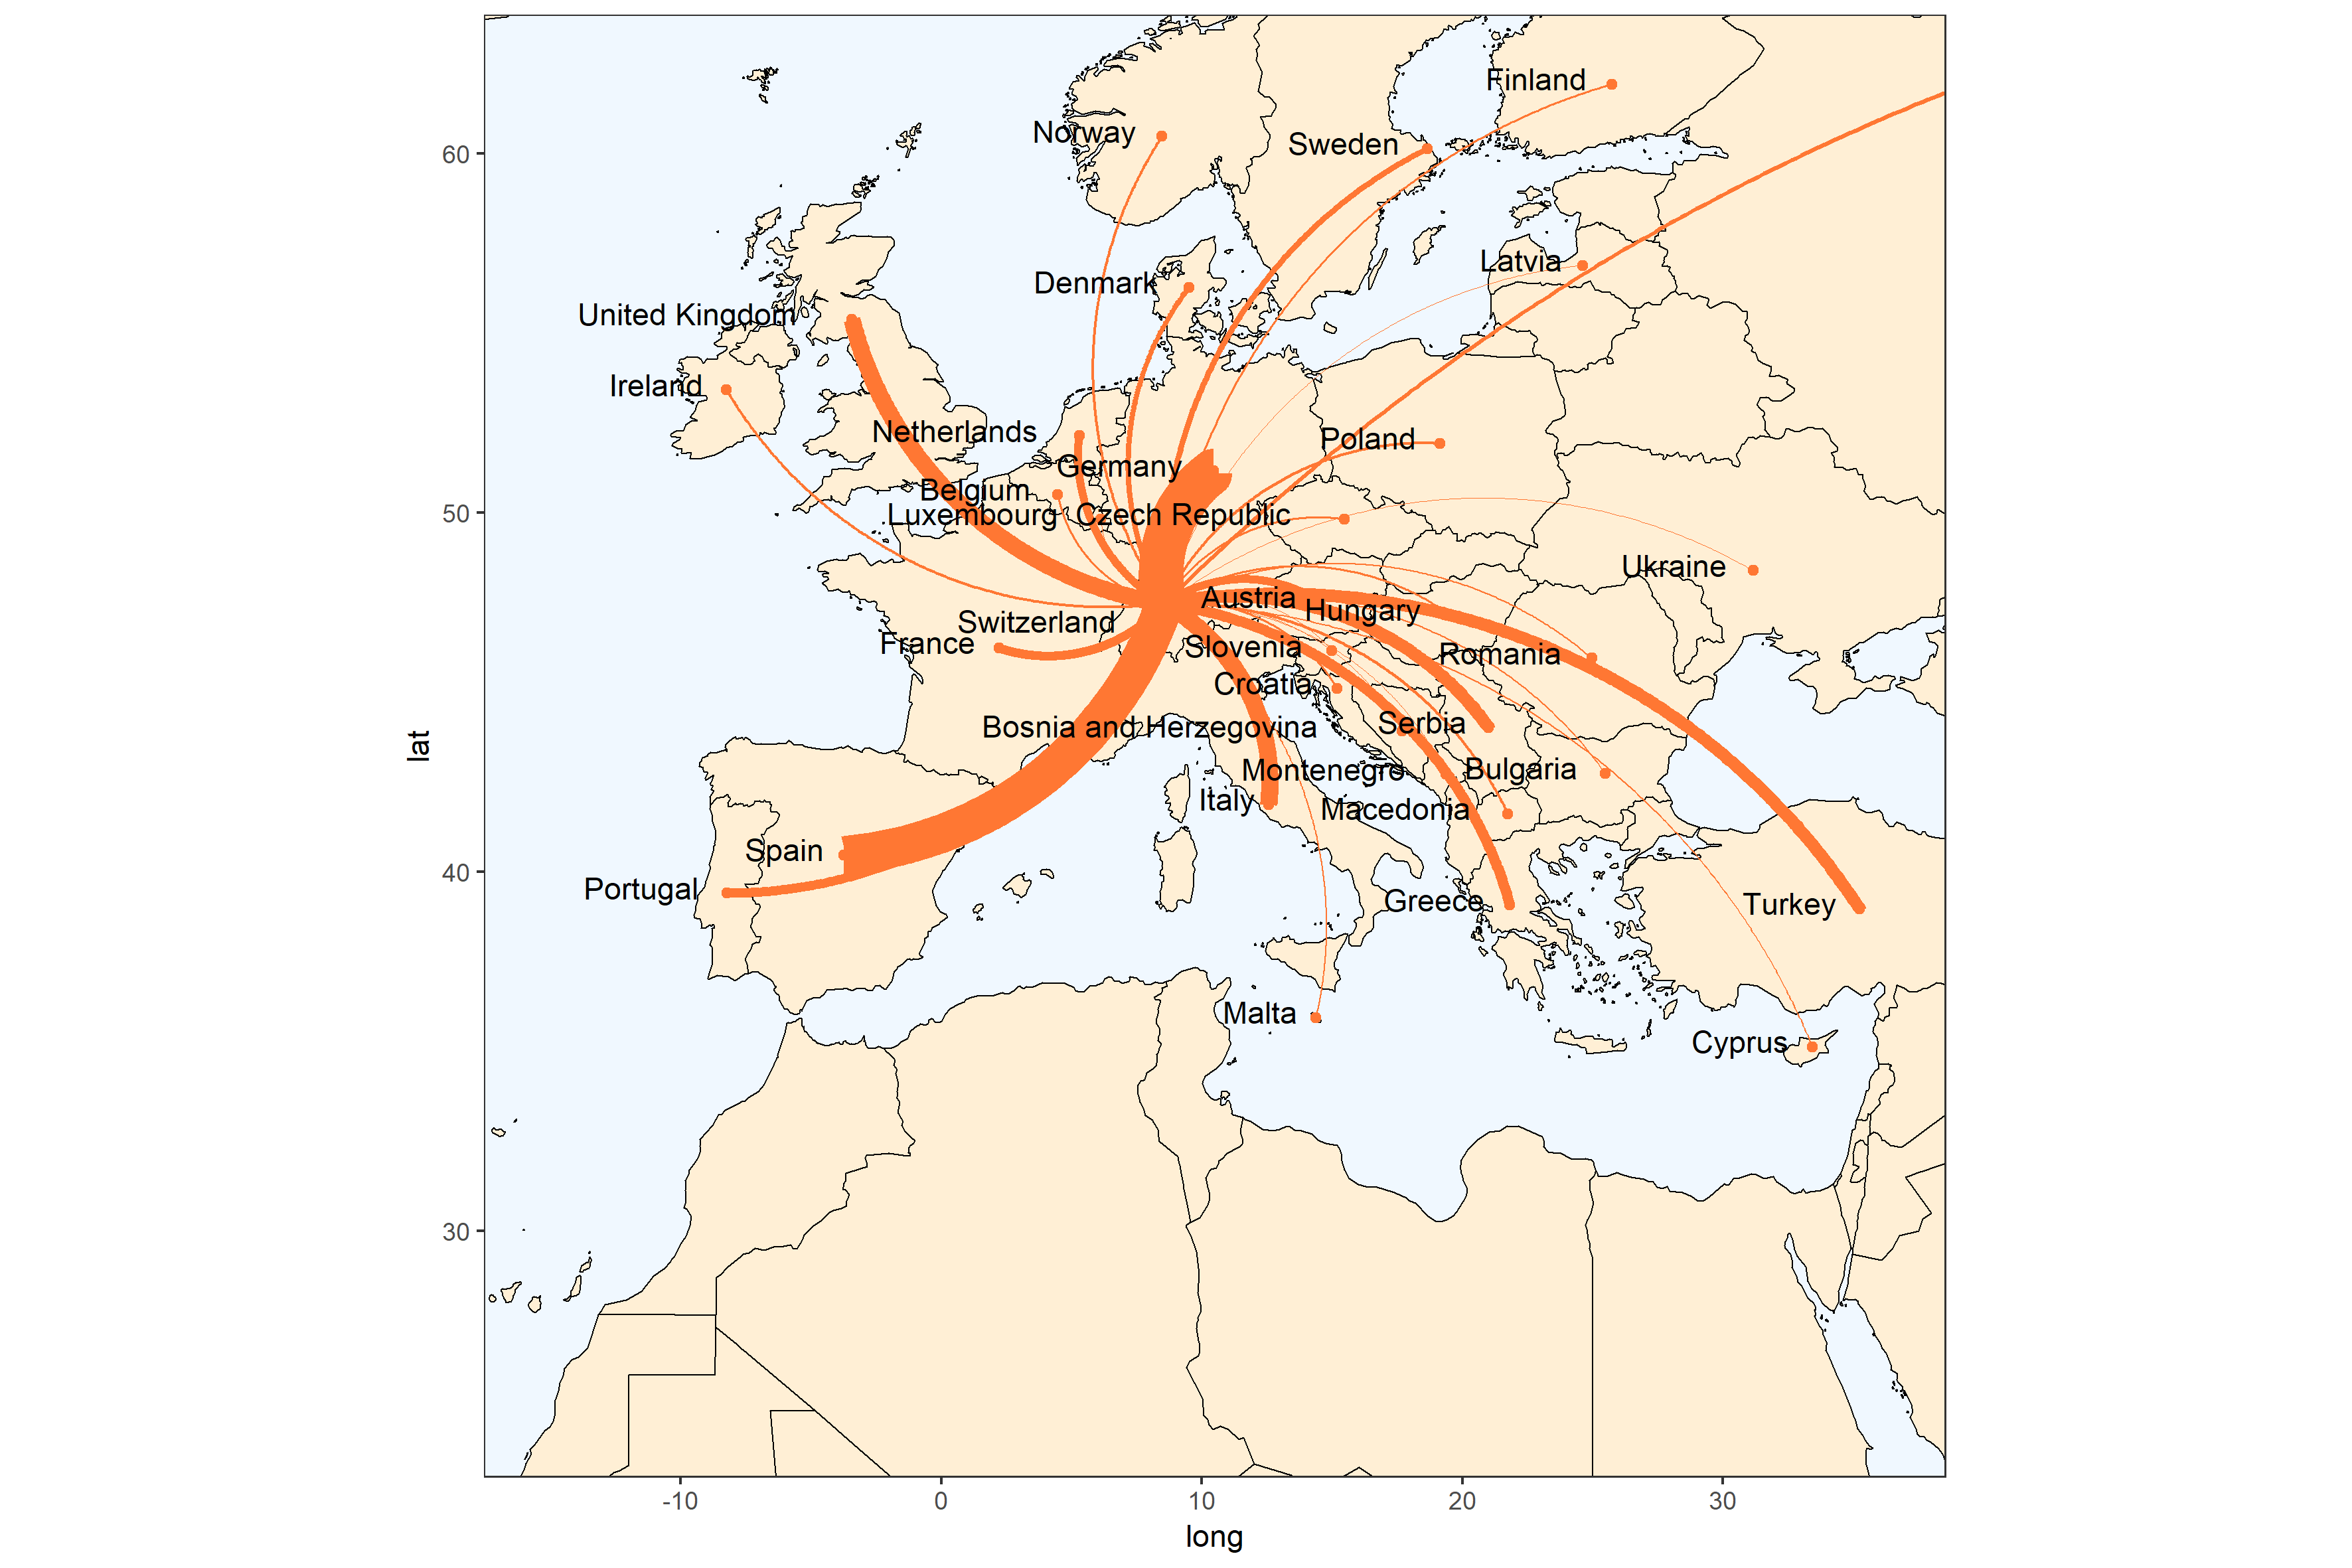 Finland
Norway
Sweden
60
Latvia
Denmark
United Kingdom
Ireland
Netherlands
Poland
Germany
Belgium
50
Luxembourg
Czech Republic
Ukraine
Austria
Hungary
Switzerland
France
Slovenia
Romania
Croatia
Bosnia and Herzegovina
Serbia
lat
Montenegro
Bulgaria
Italy
Macedonia
Spain
40
Portugal
Greece
Turkey
Malta
Cyprus
30
-10
0
10
20
30
long